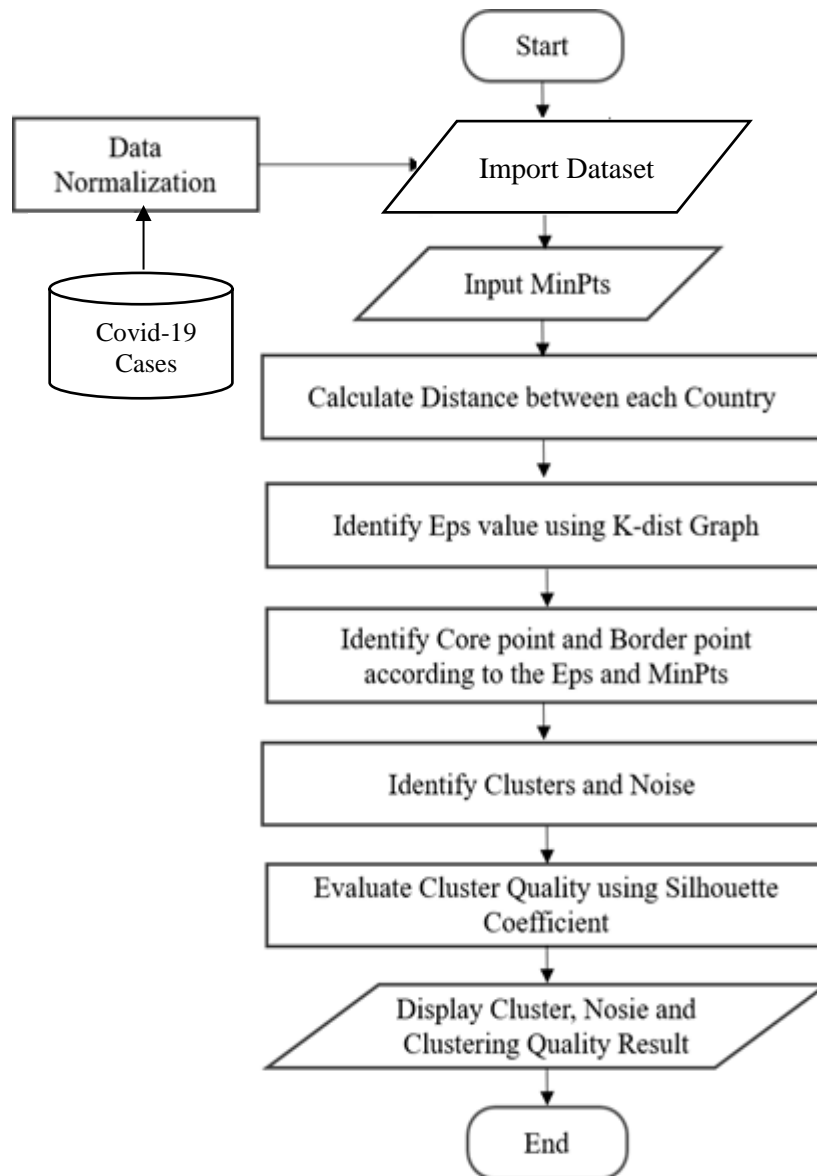 Start
Data
Normalization
Import Dataset
Input MinPts
Covid-19
Cases
Calculate Distance between each Country
Identify Eps value using K-dist Graph
Identify Core point and Border point
according to the Eps and MinPts
Identify Clusters and Noise
Evaluate Cluster Quality using Silhouette
Coefficient
Display Cluster, Nosie and
Clustering Quality Result
End